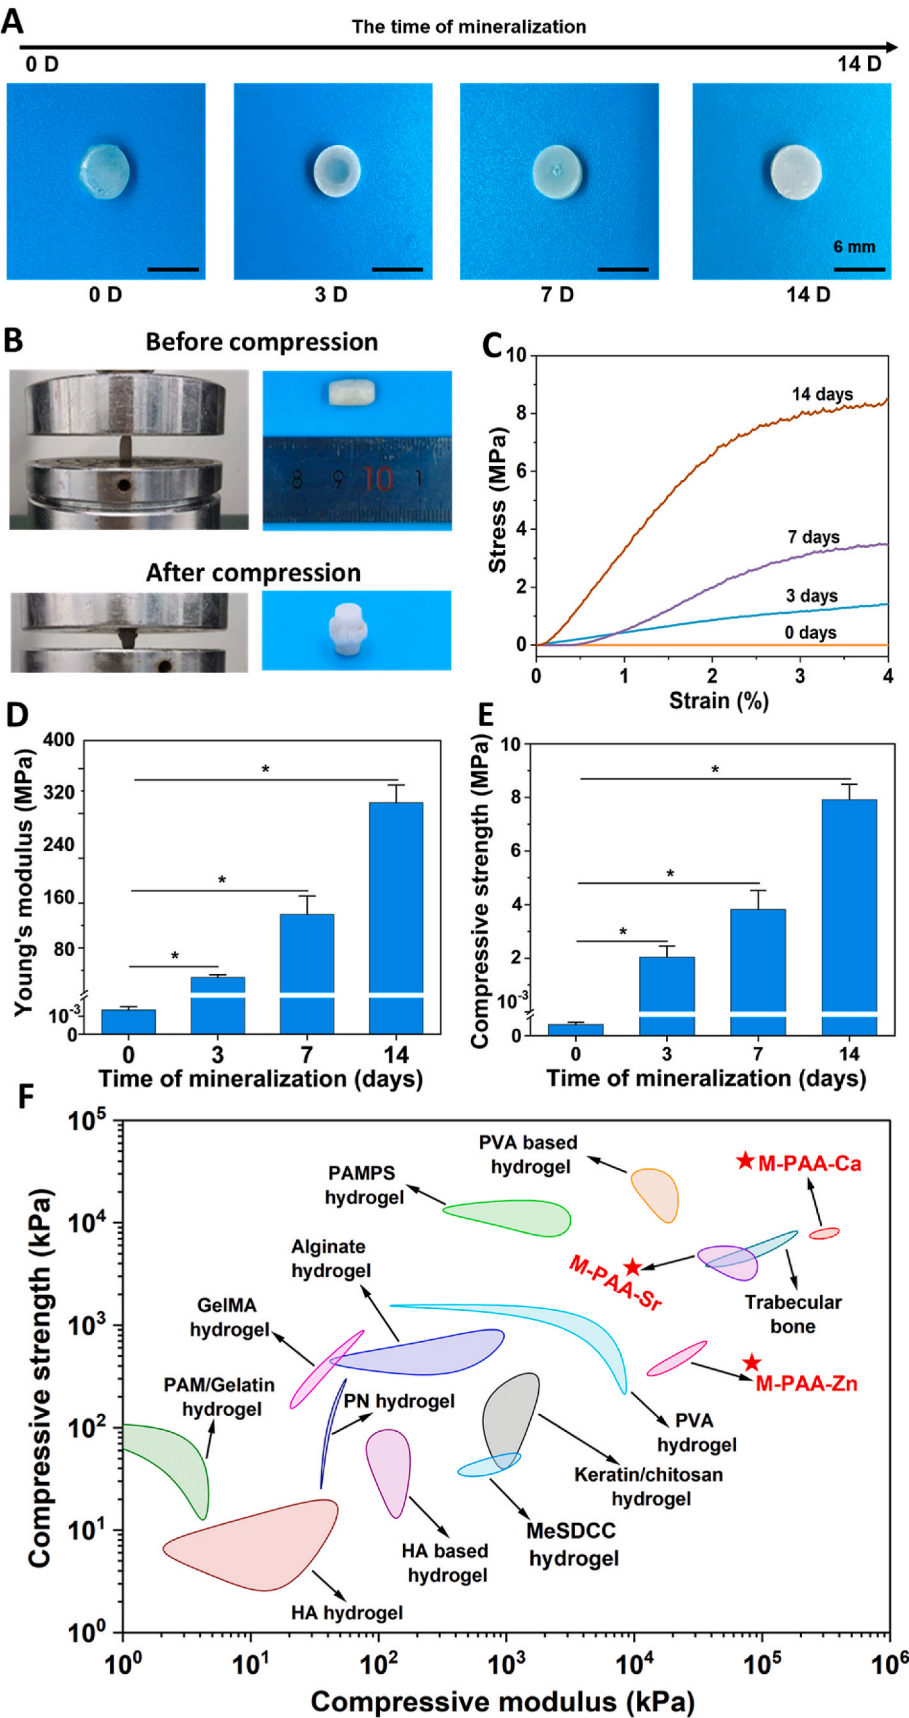 A
The time of mineralization
0 D
14 D
6 mm
0 D
3 D
7 D
14 D
B
Before compression
8 9 10 1
After compression
C
Stress (MPa)
10
8
6
4
2
0
14 days
7 days
3 days
0 days
0 1 2 3 4
Strain (%)
D
Young's modulus (MPa)
400
320
240
160
80
10⁻³
0
*
*
*
0 3 7 14
Time of mineralization (days)
E
Compressive strength (MPa)
10
8
6
4
2
10⁻³
0
*
*
*
0 3 7 14
Time of mineralization (days)
F
Compressive strength (kPa)
10⁵
10⁴
10³
10²
10¹
10⁰
PVA based
hydrogel
M-PAA-Ca
PAMPS
hydrogel
Alginate
hydrogel
M-PAA-Sr
Trabecular
bone
GelMA
hydrogel
M-PAA-Zn
PAM/Gelatin
hydrogel
PN hydrogel
PVA
hydrogel
Keratin/chitosan
hydrogel
MeSDCC
hydrogel
HA based
hydrogel
HA hydrogel
10⁰ 10¹ 10² 10³ 10⁴ 10⁵ 10⁶
Compressive modulus (kPa)